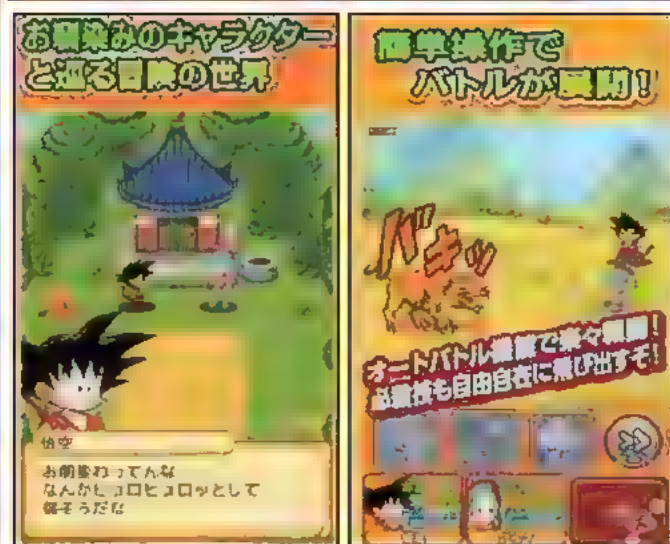 お馴染みのキャラクター
と巡る冒険の世界
悟空
お前変わってんな
なんかヒョロヒョロッとして
弱そうだな
簡単操作で
バトルが展開！
バキッ
オートバトル機能で楽々展開！
必殺技も自由自在に飛び出すぞ！